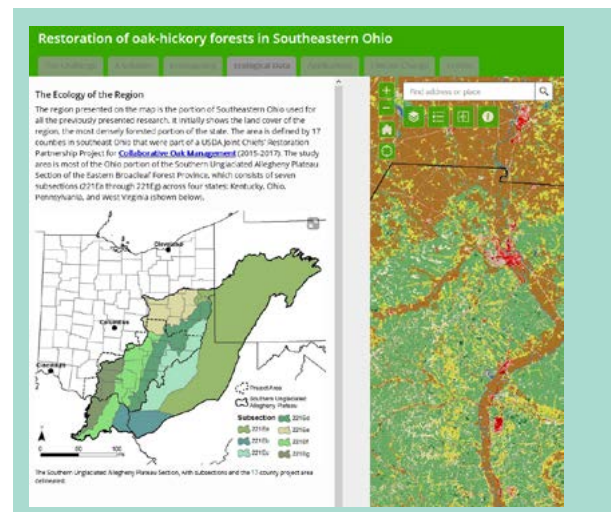 Restoration of oak-hickory forests in Southeastern Ohio
The Challenge
Ecological Data
Applications
Climate Change
The Ecology of the Region
The region presented on the map is the portion of Southeastern Ohio used for
all the previously presented research. It initially shows the land cover of the
region, the most densely forested portion of the state. The area is defined by 17
counties in southeast Ohio that were part of a USDA Joint Chiefs' Restoration
Partnership Project for Collaborative Oak Management (2015-2017). The study
area is most of the Ohio portion of the Southern Unglaciated Allegheny Plateau
Section of the Eastern Broadleaf Forest Province, which consists of seven
subsections (221Ea through 221Eg) across four states: Kentucky, Ohio,
Pennsylvania, and West Virginia (shown below).
Find address or place
Cleveland
Columbus
Cincinnati
Project Area
Southern Unglaciated
Allegheny Plateau
Subsection
221Ed
221Ea
221Ee
221Eb
221Ef
221Ec
221Eg
0 50 100
The Southern Unglaciated Allegheny Plateau Section, with subsections and the 17-county project area
delineated.